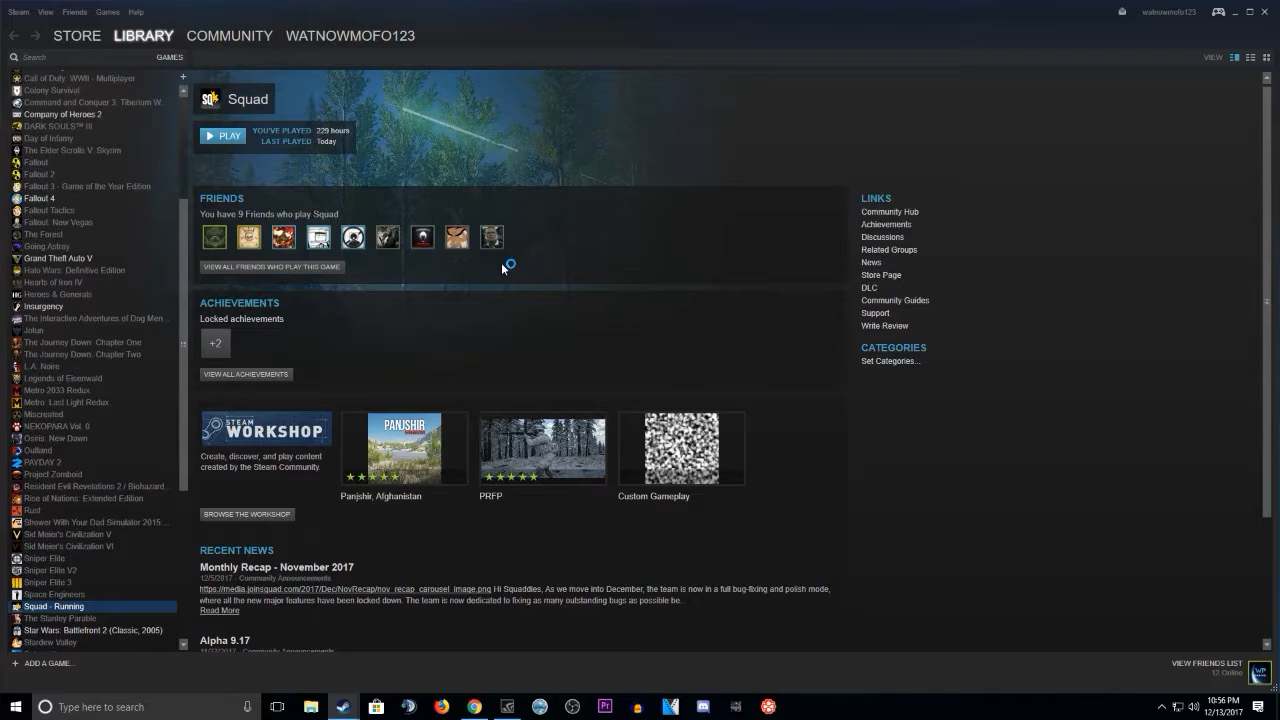 Steam View Friends Games Help
watnowmofo123
STORE LIBRARY COMMUNITY WATNOWMOFO123
Search GAMES
VIEW
Call of Duty: WWII - Multiplayer
Colony Survival
Command and Conquer 3: Tiberium W...
Company of Heroes 2
DARK SOULS™ III
Day of Infamy
The Elder Scrolls V: Skyrim
Fallout
Fallout 2
Fallout 3 - Game of the Year Edition
Fallout 4
Fallout Tactics
Fallout: New Vegas
The Forest
Going Astray
Grand Theft Auto V
Halo Wars: Definitive Edition
Hearts of Iron IV
Heroes & Generals
Insurgency
The Interactive Adventures of Dog Men...
Jotun
The Journey Down: Chapter One
The Journey Down: Chapter Two
L.A. Noire
Legends of Eisenwald
Metro 2033 Redux
Metro: Last Light Redux
Miscreated
NEKOPARA Vol. 0
Osiris: New Dawn
Outland
PAYDAY 2
Project Zomboid
Resident Evil Revelations 2 / Biohazard...
Rise of Nations: Extended Edition
Rust
Shower With Your Dad Simulator 2015:...
Sid Meier's Civilization V
Sid Meier's Civilization VI
Sniper Elite
Sniper Elite V2
Sniper Elite 3
Space Engineers
Squad - Running
The Stanley Parable
Star Wars: Battlefront 2 (Classic, 2005)
Stardew Valley
+ ADD A GAME...
Squad
PLAY
YOU'VE PLAYED 229 hours
LAST PLAYED Today
FRIENDS
You have 9 Friends who play Squad
VIEW ALL FRIENDS WHO PLAY THIS GAME
ACHIEVEMENTS
Locked achievements
+2
VIEW ALL ACHIEVEMENTS
STEAM
WORKSHOP
Create, discover, and play content
created by the Steam Community.
BROWSE THE WORKSHOP
PANJSHIR
Panjshir, Afghanistan
PRFP
Custom Gameplay
RECENT NEWS
Monthly Recap - November 2017
12/5/2017 - Community Announcements
https://media.joinsquad.com/2017/Dec/NovRecap/nov_recap_carousel_image.png Hi Squaddies, As we move into December, the team is now in a full bug-fixing and polish mode,
where all the new major features have been locked down. The team is now dedicated to fixing as many outstanding bugs as possible be...
Read More
Alpha 9.17
LINKS
Community Hub
Achievements
Discussions
Related Groups
News
Store Page
DLC
Community Guides
Support
Write Review
CATEGORIES
Set Categories...
VIEW FRIENDS LIST
12 Online
Type here to search
10:56 PM
12/13/2017